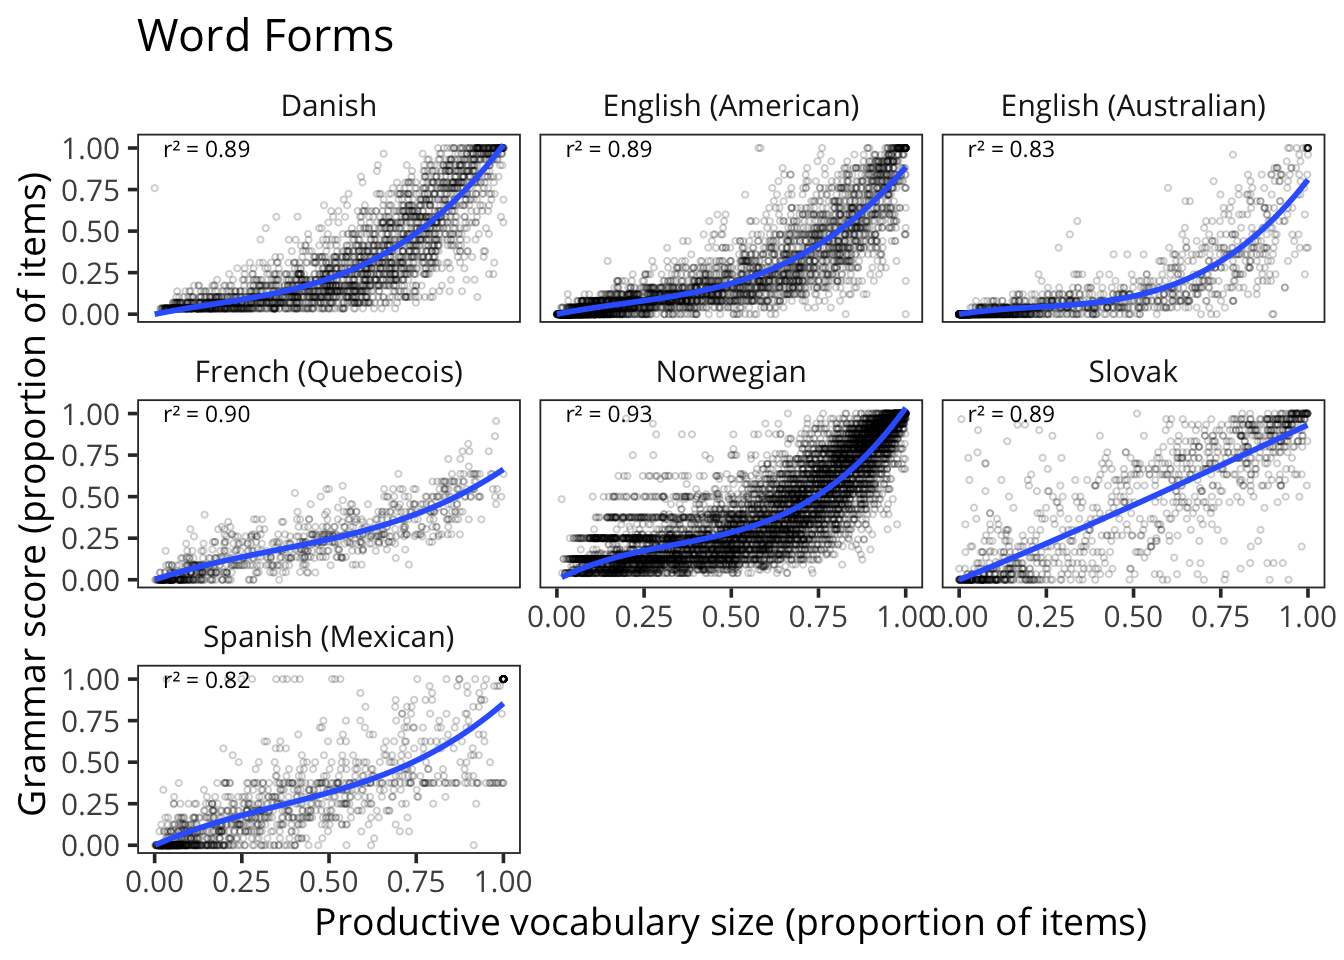 Word Forms
Danish
English (American)
English (Australian)
r² = 0.89
r² = 0.89
r² = 0.83
1.00
0.75
0.50
0.25
0.00
French (Quebecois)
Norwegian
Slovak
r² = 0.90
r² = 0.93
r² = 0.89
1.00
0.75
0.50
0.25
0.00
0.00 0.25 0.50 0.75 1.00
0.00 0.25 0.50 0.75 1.00
Spanish (Mexican)
r² = 0.82
1.00
0.75
0.50
0.25
0.00
0.00 0.25 0.50 0.75 1.00
Grammar score (proportion of items)
Productive vocabulary size (proportion of items)